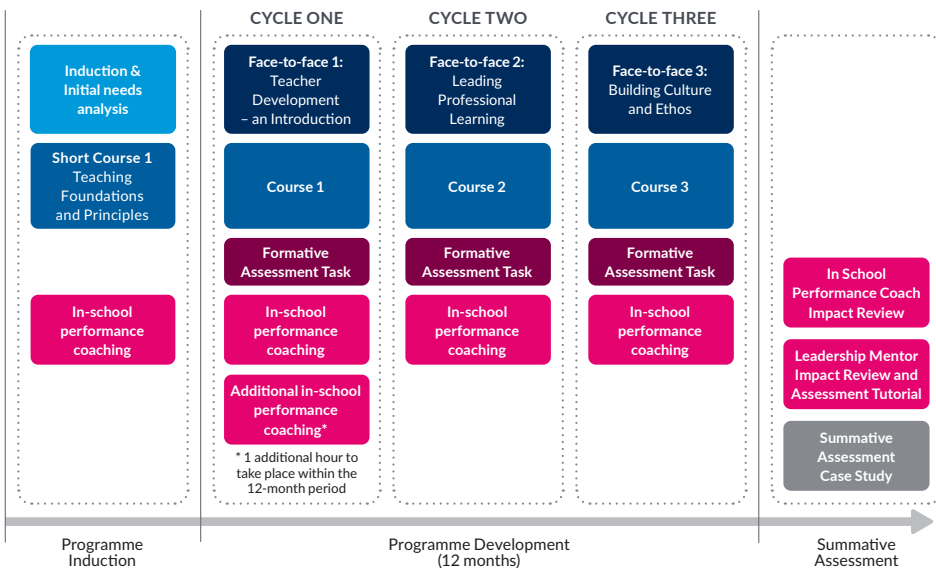 CYCLE ONE
CYCLE TWO
CYCLE THREE
Induction &
Initial needs
analysis
Short Course 1
Teaching
Foundations
and Principles
In-school
performance
coaching
Face-to-face 1:
Teacher
Development
– an Introduction
Course 1
Formative
Assessment Task
In-school
performance
coaching
Additional in-school
performance
coaching*
* 1 additional hour to
take place within the
12-month period
Face-to-face 2:
Leading
Professional
Learning
Course 2
Formative
Assessment Task
In-school
performance
coaching
Face-to-face 3:
Building Culture
and Ethos
Course 3
Formative
Assessment Task
In-school
performance
coaching
In School
Performance Coach
Impact Review
Leadership Mentor
Impact Review and
Assessment Tutorial
Summative
Assessment
Case Study
Programme
Induction
Programme Development
(12 months)
Summative
Assessment